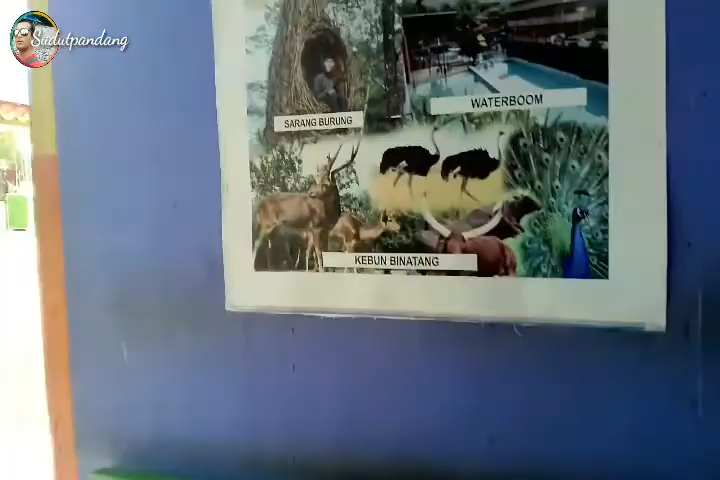 Sudutpandang
SARANG BURUNG
WATERBOOM
KEBUN BINATANG